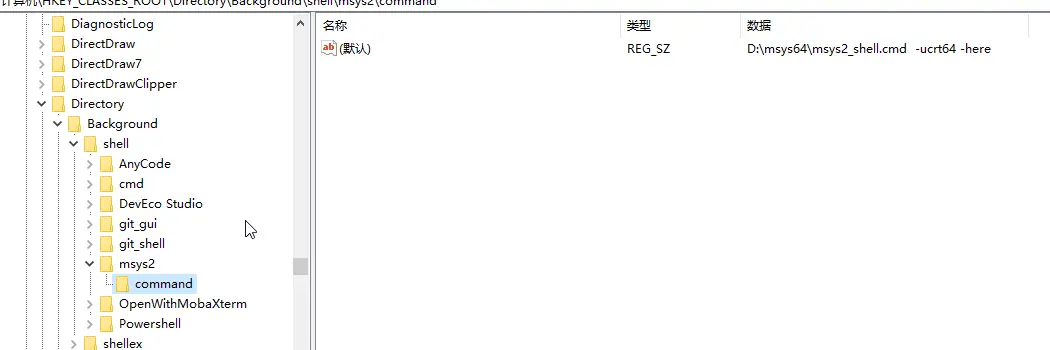 计算机\HKEY_CLASSES_ROOT\Directory\Background\shell\msys2\command
DiagnosticLog
DirectDraw
DirectDraw7
DirectDrawClipper
Directory
Background
shell
AnyCode
cmd
DevEco Studio
git_gui
git_shell
msys2
command
OpenWithMobaXterm
Powershell
shellex
名称 类型 数据
ab (默认) REG_SZ D:\msys64\msys2_shell.cmd -ucrt64 -here